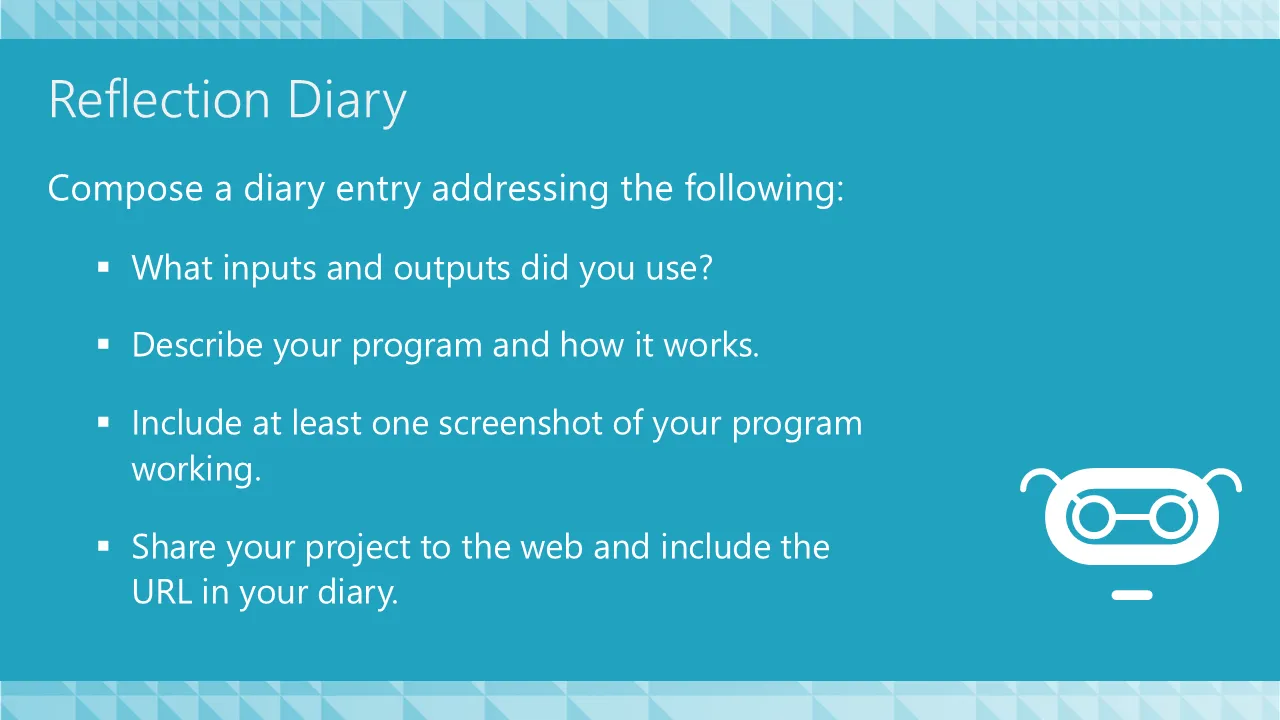 Reflection Diary
Compose a diary entry addressing the following:
▪ What inputs and outputs did you use?
▪ Describe your program and how it works.
▪ Include at least one screenshot of your program
working.
▪ Share your project to the web and include the
URL in your diary.